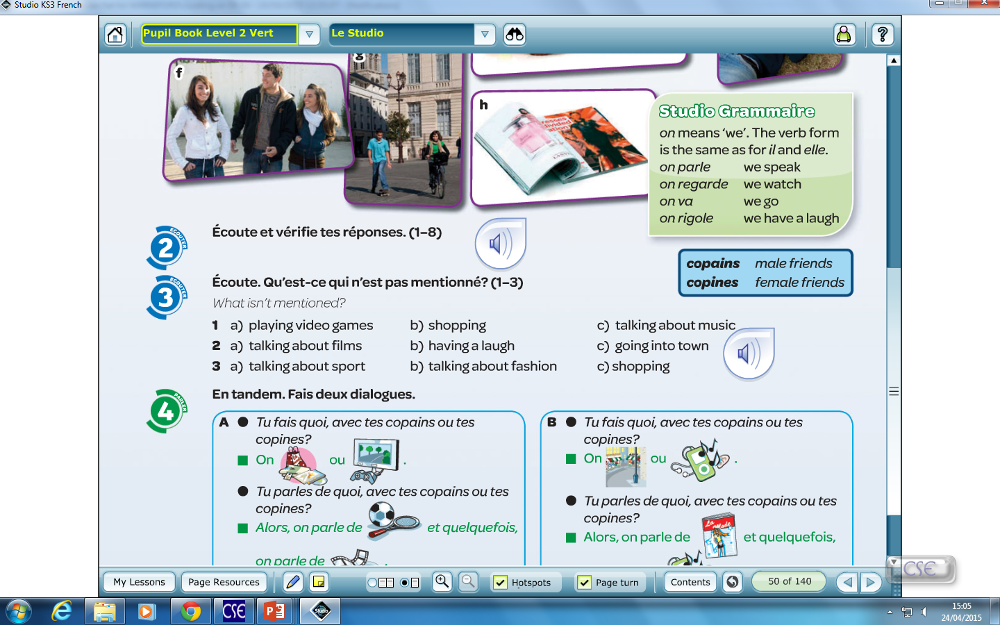 Studio KS3 French
Pupil Book Level 2 Vert
Le Studio
?
f
g
h
Studio Grammaire
on means ‘we’. The verb form
is the same as for il and elle.
on parle we speak
on regarde we watch
on va we go
on rigole we have a laugh
ECOUTER
2 Écoute et vérifie tes réponses. (1–8)
copains male friends
copines female friends
ECOUTER
3 Écoute. Qu’est-ce qui n’est pas mentionné? (1–3)
What isn’t mentioned?
1 a) playing video games b) shopping c) talking about music
2 a) talking about films b) having a laugh c) going into town
3 a) talking about sport b) talking about fashion c) shopping
PARLER
4 En tandem. Fais deux dialogues.
A ● Tu fais quoi, avec tes copains ou tes
copines?
■ On ou .
● Tu parles de quoi, avec tes copains ou tes
copines?
■ Alors, on parle de et quelquefois,
on parle de .
B ● Tu fais quoi, avec tes copains ou tes
copines?
■ On ou .
● Tu parles de quoi, avec tes copains ou tes
copines?
La mode
■ Alors, on parle de et quelquefois,
CSE
My Lessons Page Resources Hotspots Page turn Contents 50 of 140
CSE
Studio
15:05
24/04/2015